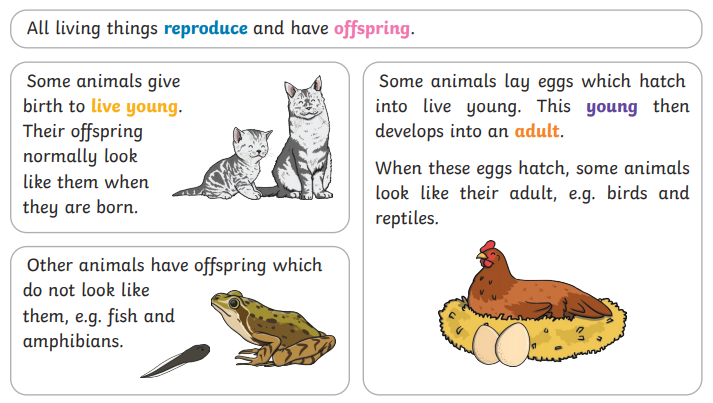 All living things reproduce and have offspring.
Some animals give
birth to live young.
Their offspring
normally look
like them when
they are born.
Other animals have offspring which
do not look like
them, e.g. fish and
amphibians.
Some animals lay eggs which hatch
into live young. This young then
develops into an adult.
When these eggs hatch, some animals
look like their adult, e.g. birds and
reptiles.